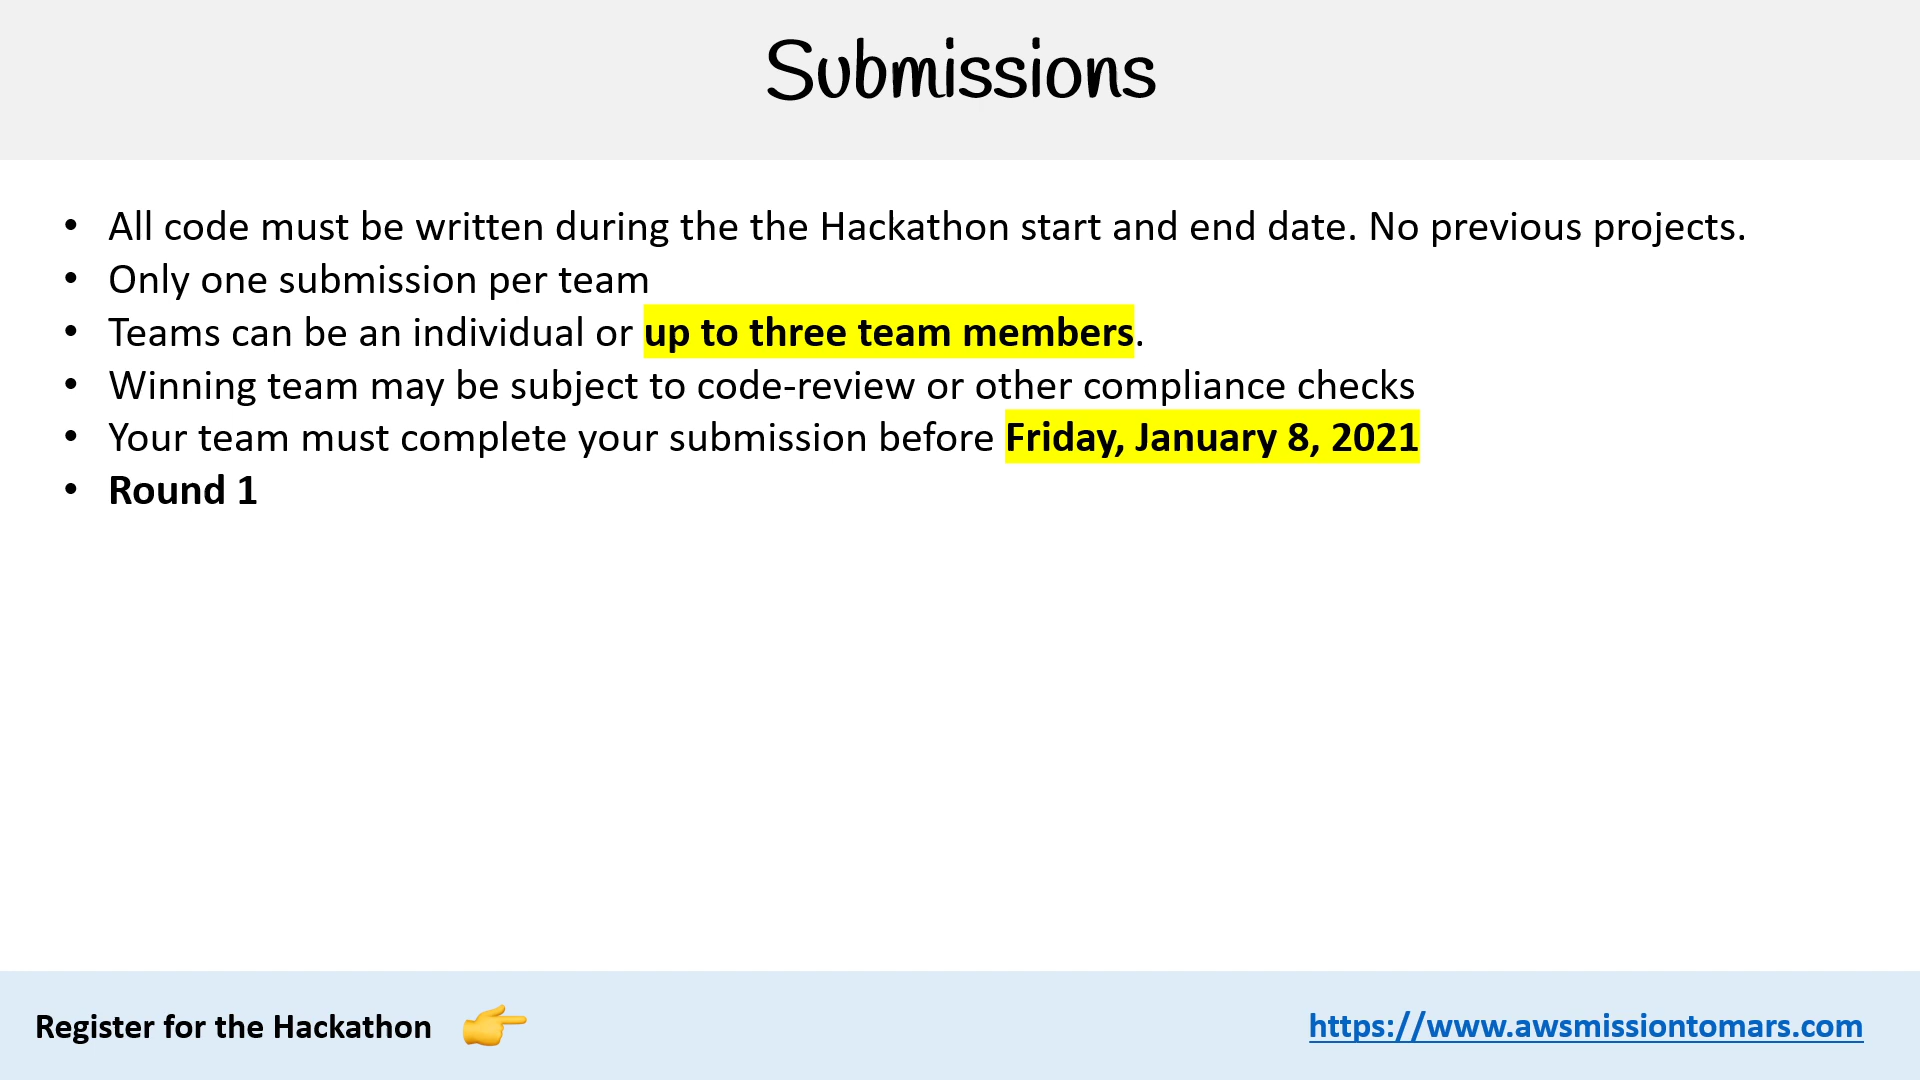 Submissions
• All code must be written during the the Hackathon start and end date. No previous projects.
• Only one submission per team
• Teams can be an individual or up to three team members.
• Winning team may be subject to code-review or other compliance checks
• Your team must complete your submission before Friday, January 8, 2021
• Round 1
Register for the Hackathon 👉 https://www.awsmissiontomars.com